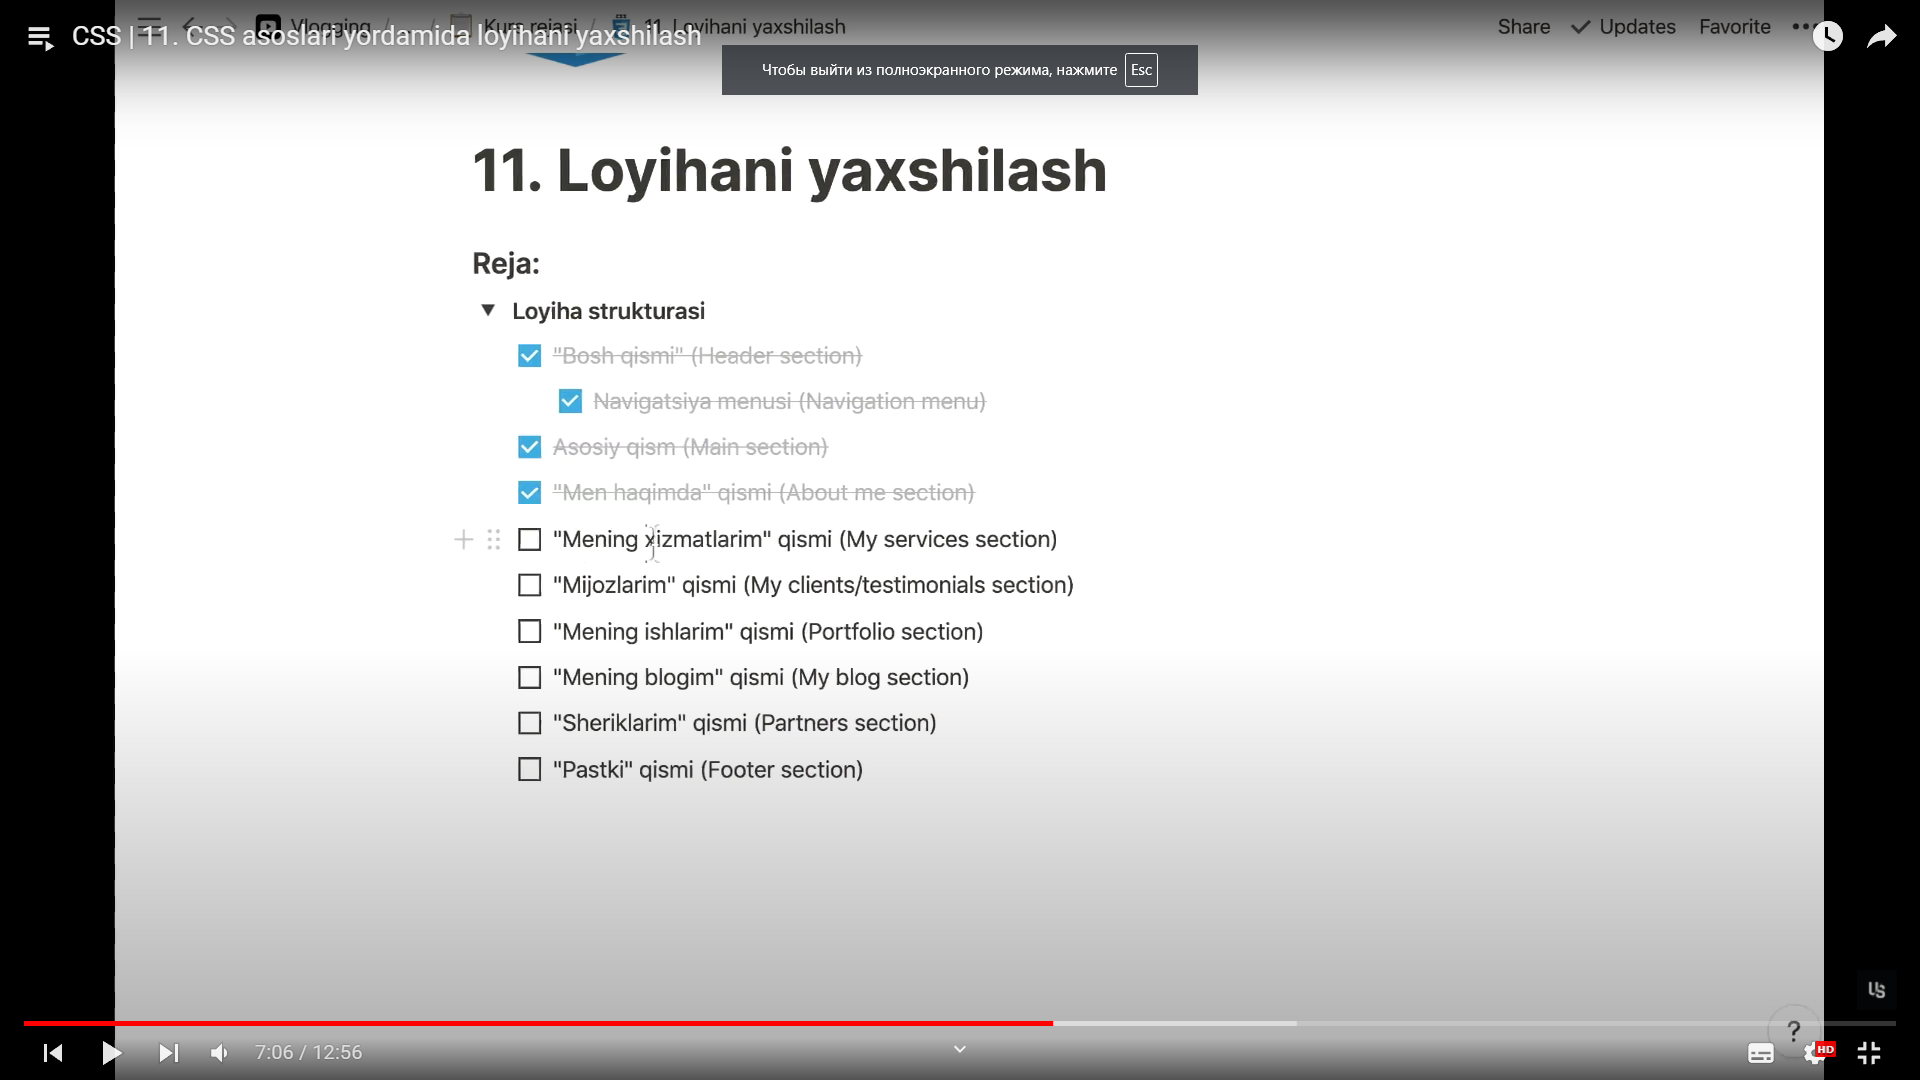 CSS | 11. CSS asoslari yordamida loyihani yaxshilash
Vlogging / / Kurs rejasi / 11. Loyihani yaxshilash
Share Updates Favorite
Чтобы выйти из полноэкранного режима, нажмите Esc
11. Loyihani yaxshilash
Reja:
Loyiha strukturasi
"Bosh qismi" (Header section)
Navigatsiya menusi (Navigation menu)
Asosiy qism (Main section)
"Men haqimda" qismi (About me section)
"Mening xizmatlarim" qismi (My services section)
"Mijozlarim" qismi (My clients/testimonials section)
"Mening ishlarim" qismi (Portfolio section)
"Mening blogim" qismi (My blog section)
"Sheriklarim" qismi (Partners section)
"Pastki" qismi (Footer section)
US
?
7:06 / 12:56
HD